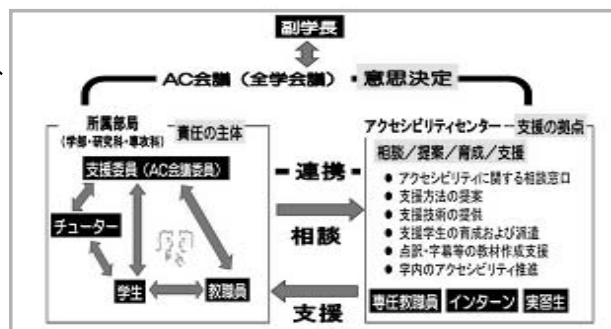 副学長
AC会議（全学会議）
意思決定
所属部局
（学部・研究科・専攻科）
責任の主体
支援委員（AC会議委員）
チューター
学生
教職員
連携
相談
支援
アクセシビリティセンター
支援の拠点
相談／提案／育成／支援
● アクセシビリティに関する相談窓口
● 支援方法の提案
● 支援技術の提供
● 支援学生の育成および派遣
● 点訳・字幕等の教材作成支援
● 学内のアクセシビリティ推進
専任教職員
インターン
実習生